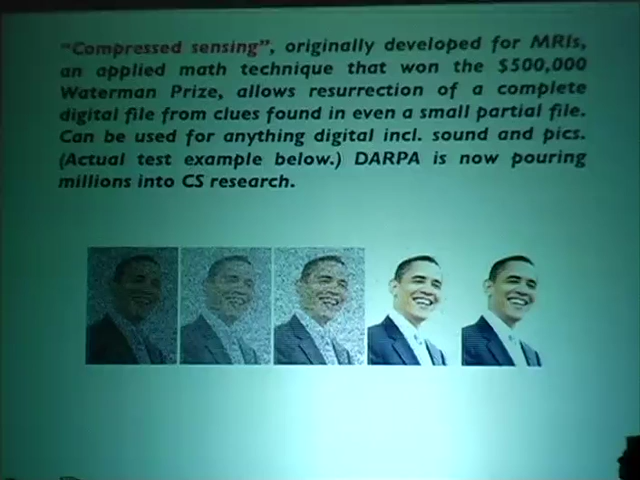 "Compressed sensing", originally developed for MRIs,
an applied math technique that won the $500,000
Waterman Prize, allows resurrection of a complete
digital file from clues found in even a small partial file.
Can be used for anything digital incl. sound and pics.
(Actual test example below.) DARPA is now pouring
millions into CS research.